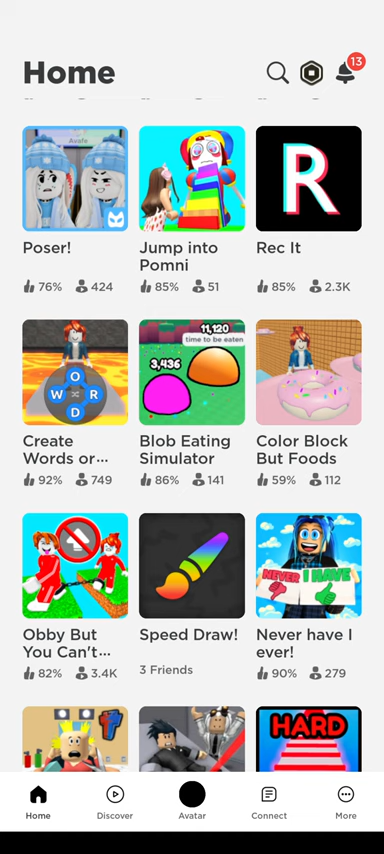 Home
13
Avafe
Poser!
Jump into
Pomni
R
Rec It
76% 424
85% 51
85% 2.3K
O
W R
D
11,120
time to be eaten
3,436
Create
Words or...
Blob Eating
Simulator
Color Block
But Foods
92% 749
86% 141
59% 112
NEVER I HAVE
Obby But
You Can't...
Speed Draw!
Never have I
ever!
82% 3.4K
3 Friends
90% 279
HARD
Home
Discover
Avatar
Connect
More